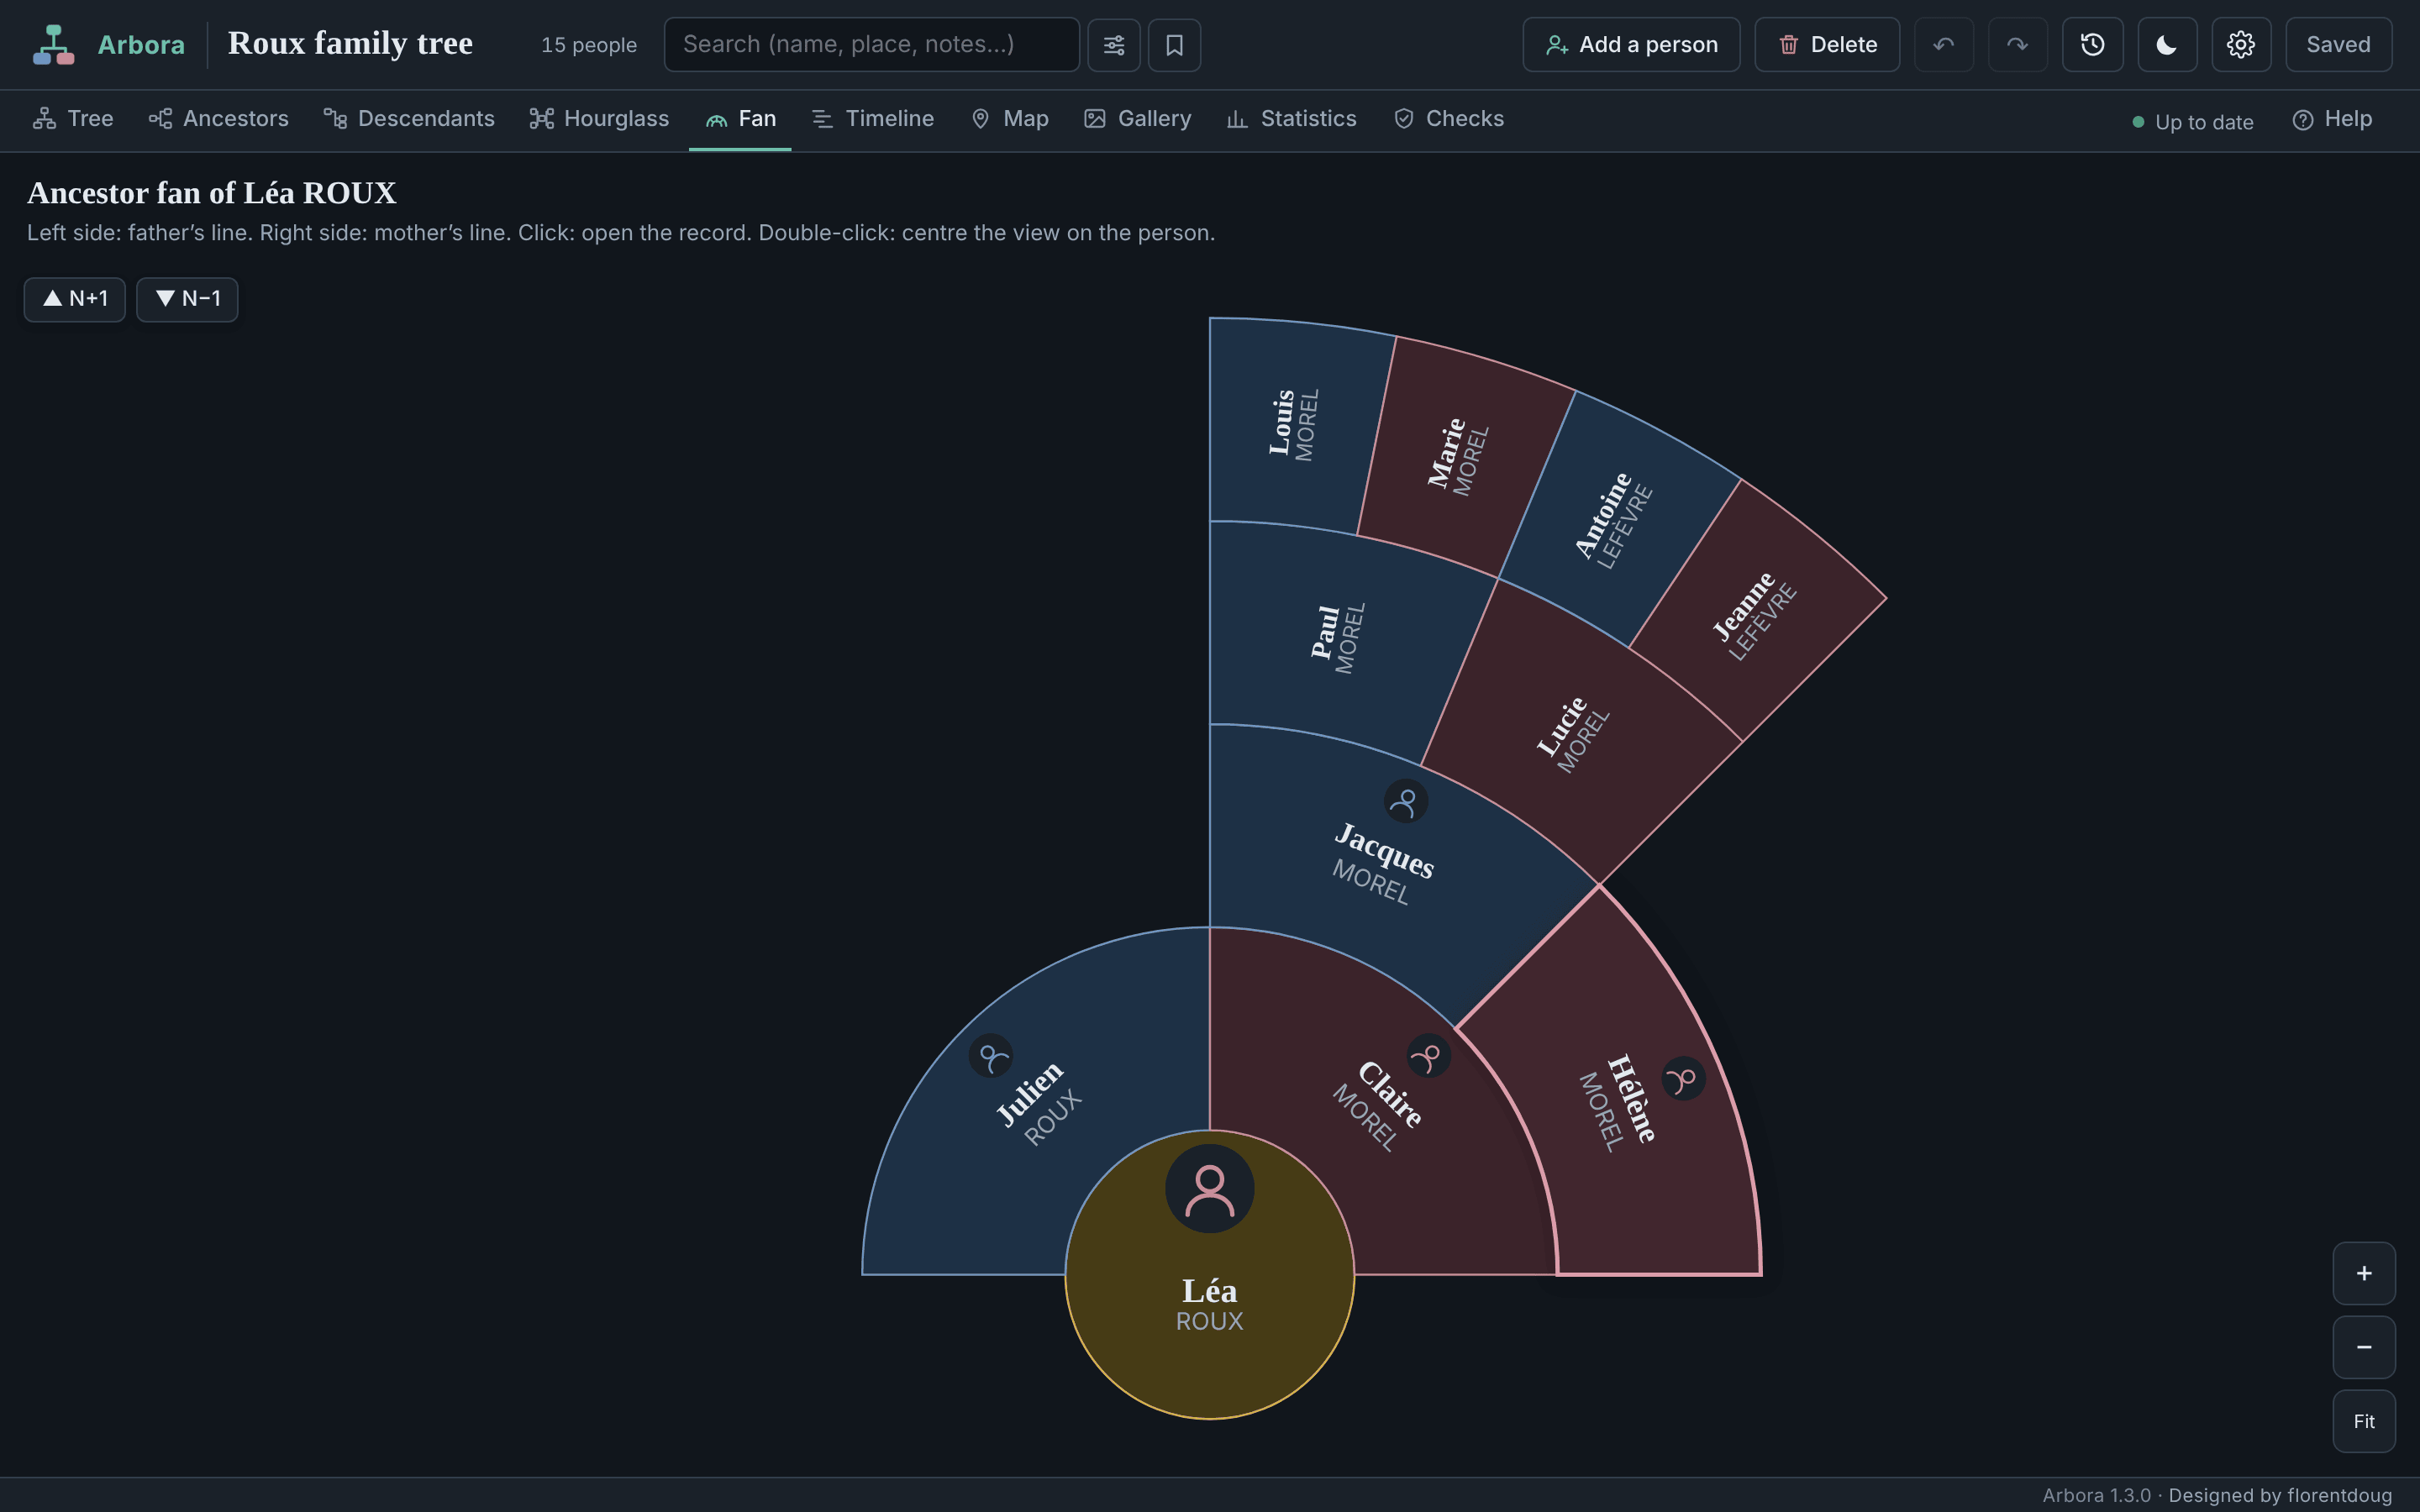 Arbora
Roux family tree
15 people
Search (name, place, notes...)
Add a person
Delete
Saved
Tree
Ancestors
Descendants
Hourglass
Fan
Timeline
Map
Gallery
Statistics
Checks
Up to date
Help
Ancestor fan of Léa ROUX
Left side: father’s line. Right side: mother’s line. Click: open the record. Double-click: centre the view on the person.
▲ N+1
▼ N−1
Louis
MOREL
Marie
MOREL
Antoine
LEFÈVRE
Jeanne
LEFÈVRE
Paul
MOREL
Lucie
MOREL
Jacques
MOREL
Julien
ROUX
Claire
MOREL
Hélène
MOREL
Léa
ROUX
+
−
Fit
Arbora 1.3.0 · Designed by florentdoug